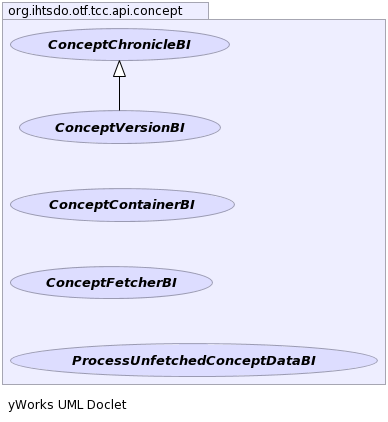 org.ihtsdo.otf.tcc.api.concept
ConceptChronicleBI
ConceptVersionBI
ConceptContainerBI
ConceptFetcherBI
ProcessUnfetchedConceptDataBI
yWorks UML Doclet